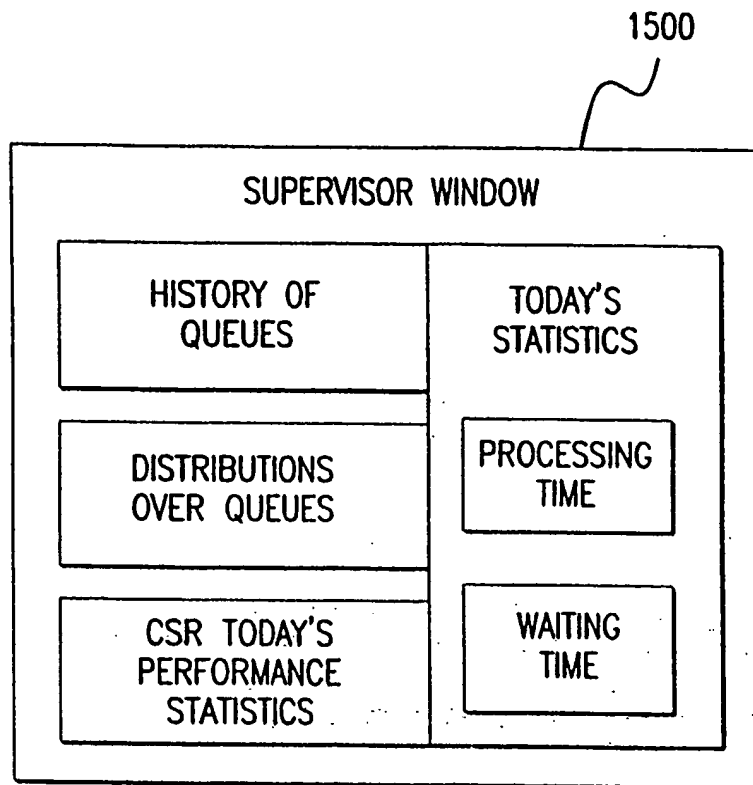 1500
SUPERVISOR WINDOW
HISTORY OF
QUEUES
DISTRIBUTIONS
OVER QUEUES
CSR TODAY'S
PERFORMANCE
STATISTICS
TODAY'S
STATISTICS
PROCESSING
TIME
WAITING
TIME